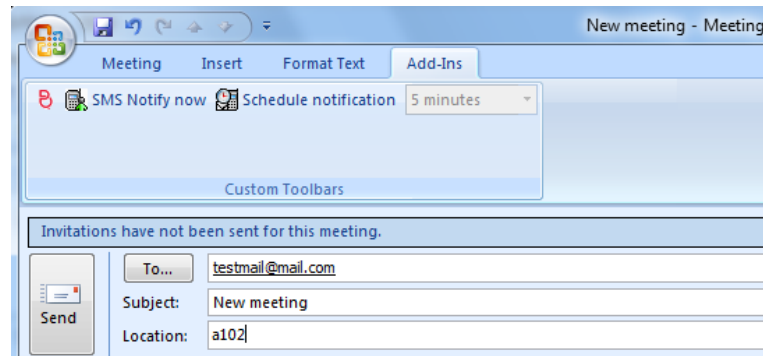 New meeting - Meeting
Meeting Insert Format Text Add-Ins
SMS Notify now Schedule notification 5 minutes
Custom Toolbars
Invitations have not been sent for this meeting.
To... testmail@mail.com
Subject: New meeting
Send
Location: a102